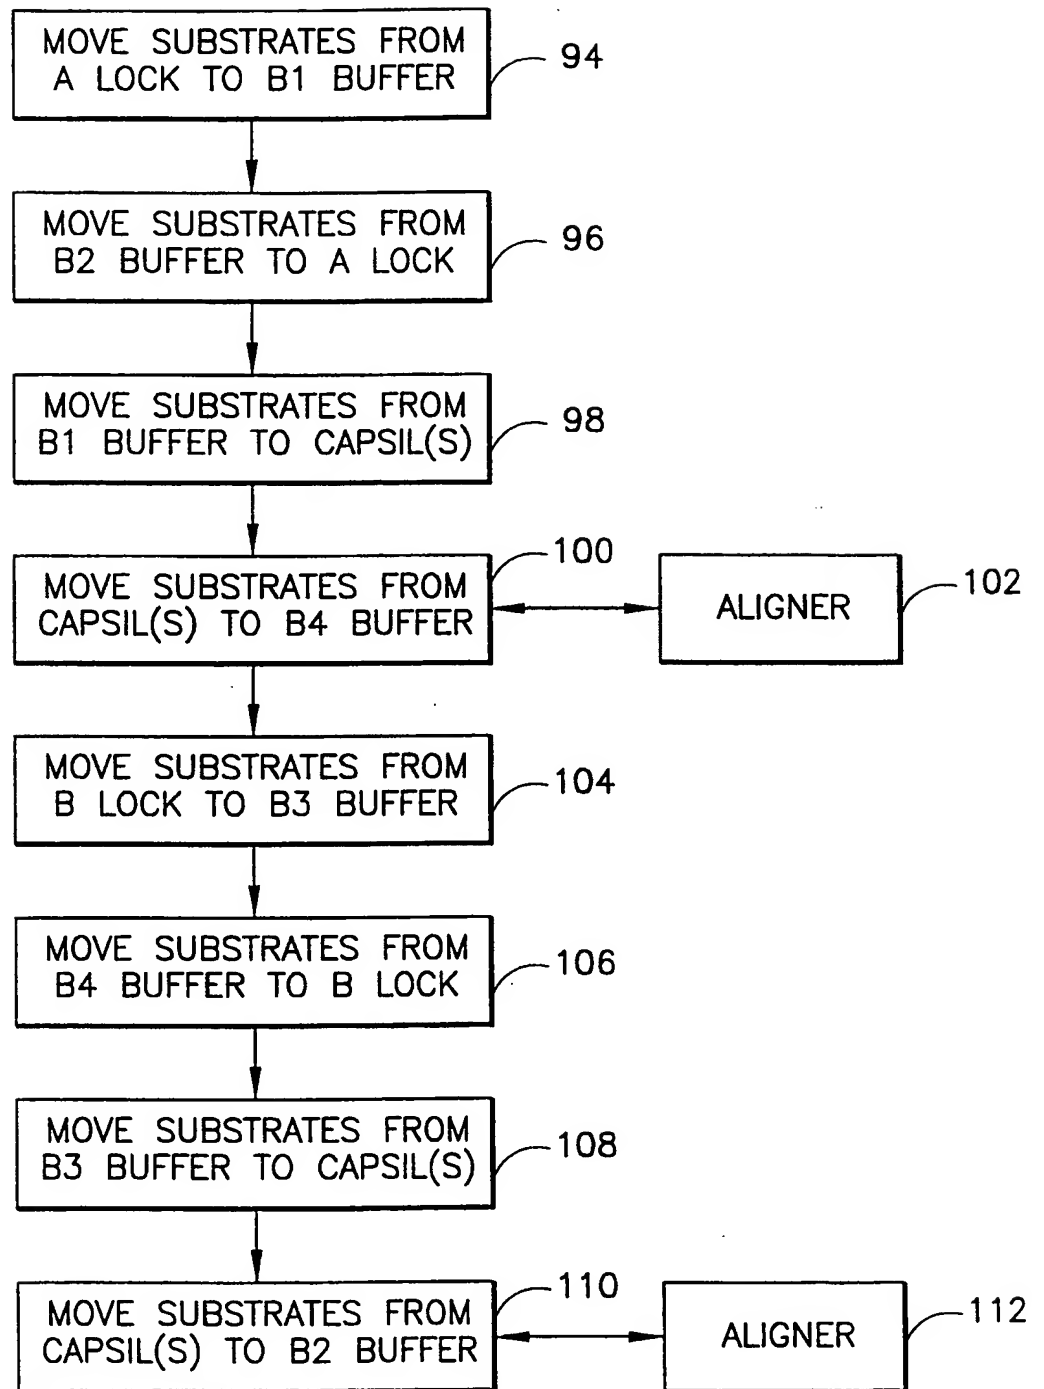 MOVE SUBSTRATES FROM
A LOCK TO B1 BUFFER
94
MOVE SUBSTRATES FROM
B2 BUFFER TO A LOCK
96
MOVE SUBSTRATES FROM
B1 BUFFER TO CAPSIL(S)
98
MOVE SUBSTRATES FROM
CAPSIL(S) TO B4 BUFFER
100
ALIGNER
102
MOVE SUBSTRATES FROM
B LOCK TO B3 BUFFER
104
MOVE SUBSTRATES FROM
B4 BUFFER TO B LOCK
106
MOVE SUBSTRATES FROM
B3 BUFFER TO CAPSIL(S)
108
MOVE SUBSTRATES FROM
CAPSIL(S) TO B2 BUFFER
110
ALIGNER
112